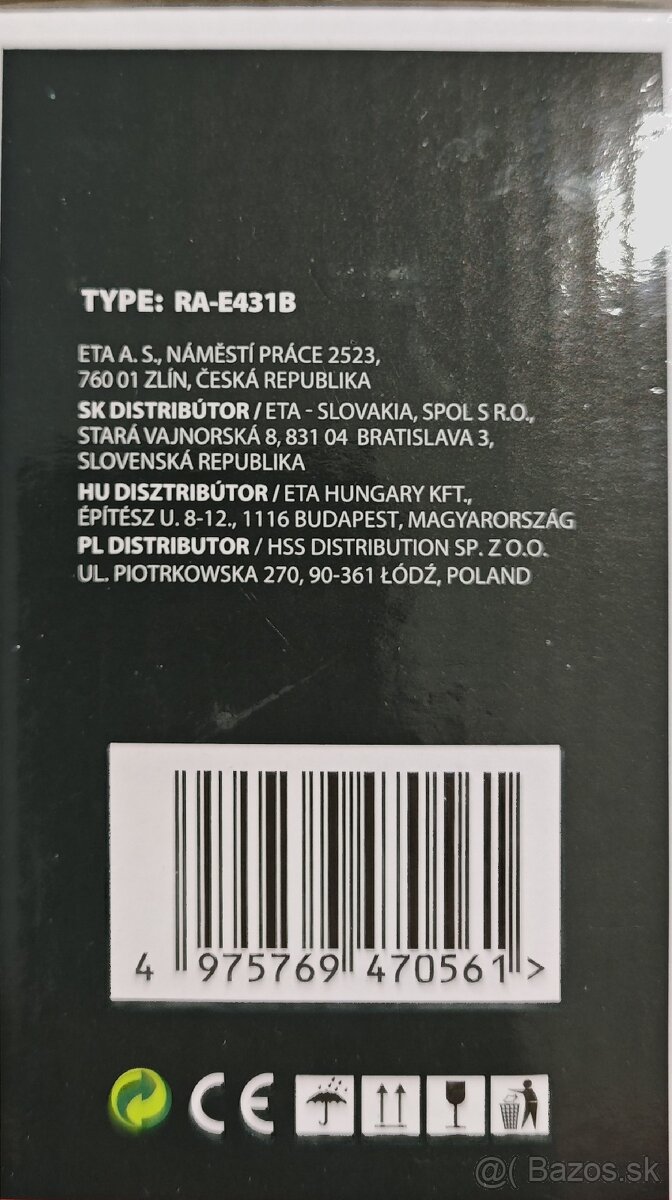 TYPE: RA-E431B
ETA A. S., NÁMĚSTÍ PRÁCE 2523,
760 01 ZLÍN, ČESKÁ REPUBLIKA
SK DISTRIBÚTOR / ETA - SLOVAKIA, SPOL S R.O.,
STARÁ VAJNORSKÁ 8, 831 04 BRATISLAVA 3,
SLOVENSKÁ REPUBLIKA
HU DISZTRIBÚTOR / ETA HUNGARY KFT.,
ÉPÍTÉSZ U. 8-12., 1116 BUDAPEST, MAGYARORSZÁG
PL DISTRIBUTOR / HSS DISTRIBUTION SP. Z O.O.
UL. PIOTRKOWSKA 270, 90-361 ŁÓDŹ, POLAND
4 975769 470561 >
CE
@( Bazos.sk